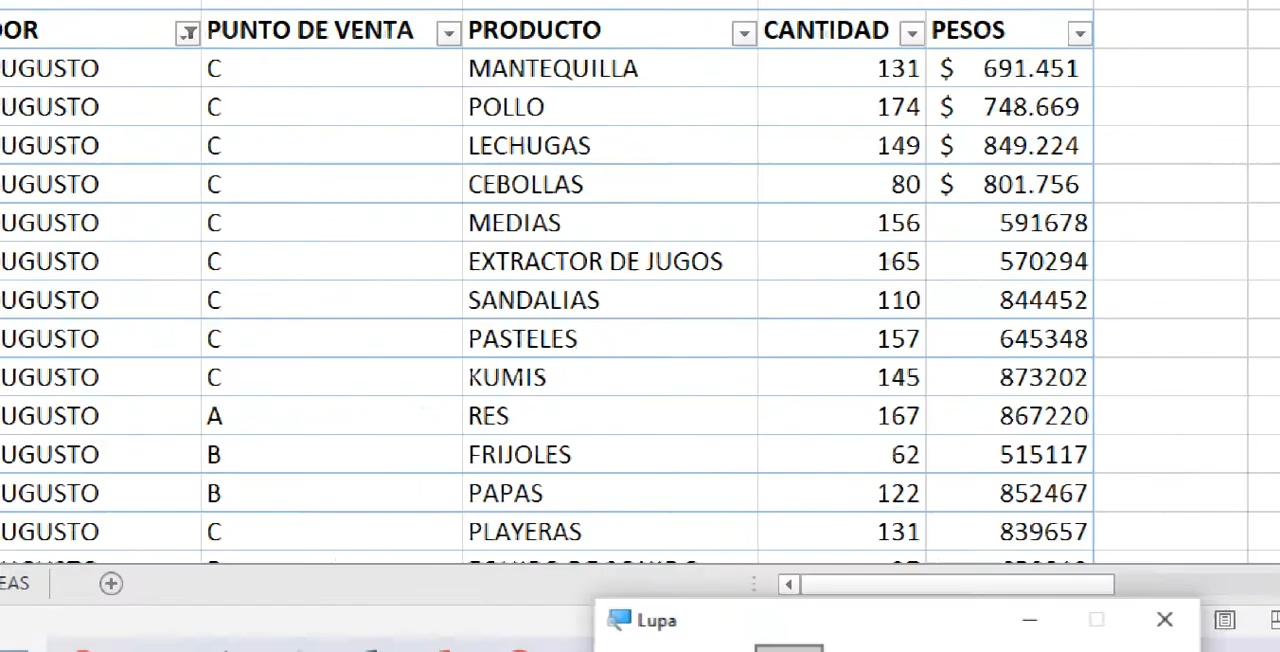 DOR PUNTO DE VENTA PRODUCTO CANTIDAD PESOS
UGUSTO C MANTEQUILLA 131 $ 691.451
UGUSTO C POLLO 174 $ 748.669
UGUSTO C LECHUGAS 149 $ 849.224
UGUSTO C CEBOLLAS 80 $ 801.756
UGUSTO C MEDIAS 156 591678
UGUSTO C EXTRACTOR DE JUGOS 165 570294
UGUSTO C SANDALIAS 110 844452
UGUSTO C PASTELES 157 645348
UGUSTO C KUMIS 145 873202
UGUSTO A RES 167 867220
UGUSTO B FRIJOLES 62 515117
UGUSTO B PAPAS 122 852467
UGUSTO C PLAYERAS 131 839657
EAS
Lupa